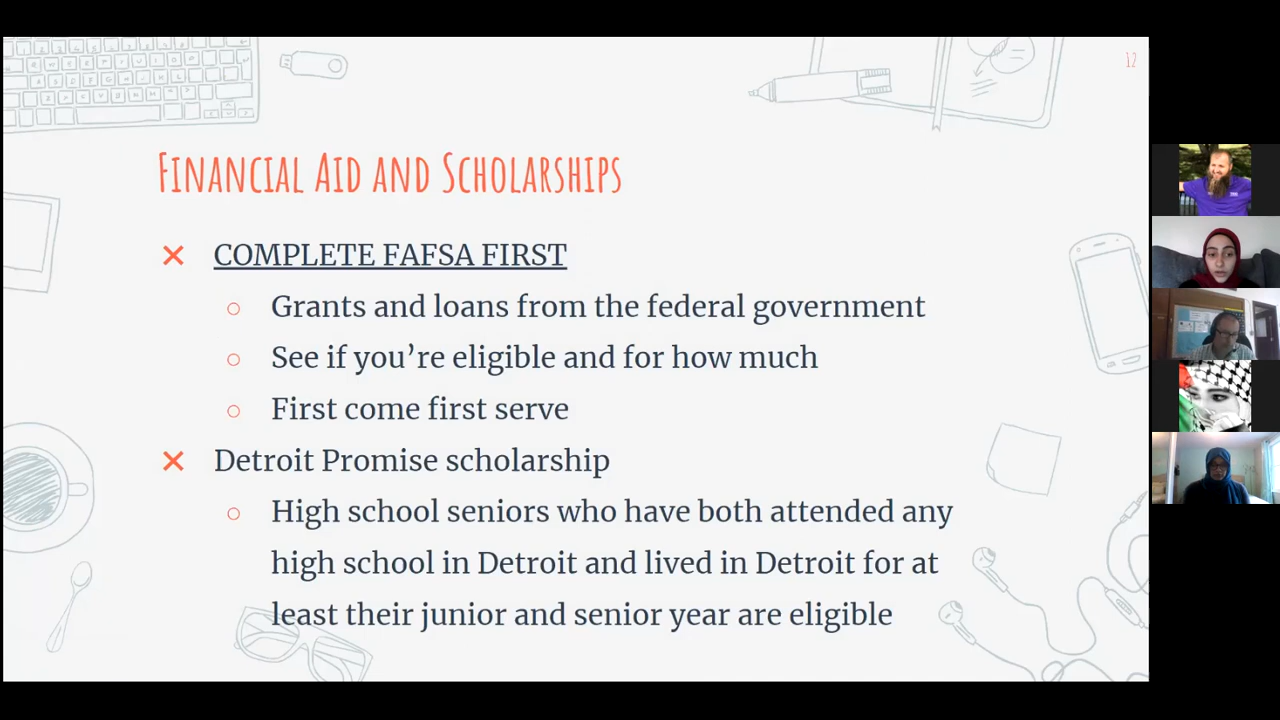 12
Financial Aid and Scholarships
COMPLETE FAFSA FIRST
Grants and loans from the federal government
See if you’re eligible and for how much
First come first serve
Detroit Promise scholarship
High school seniors who have both attended any
high school in Detroit and lived in Detroit for at
least their junior and senior year are eligible